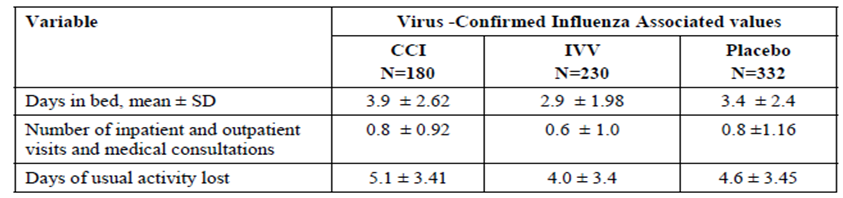 Variable Virus -Confirmed Influenza Associated values
CCI IVV Placebo
N=180 N=230 N=332
Days in bed, mean ± SD 3.9 ± 2.62 2.9 ± 1.98 3.4 ± 2.4
Number of inpatient and outpatient 0.8 ± 0.92 0.6 ± 1.0 0.8 ±1.16
visits and medical consultations
Days of usual activity lost 5.1 ± 3.41 4.0 ± 3.4 4.6 ± 3.45